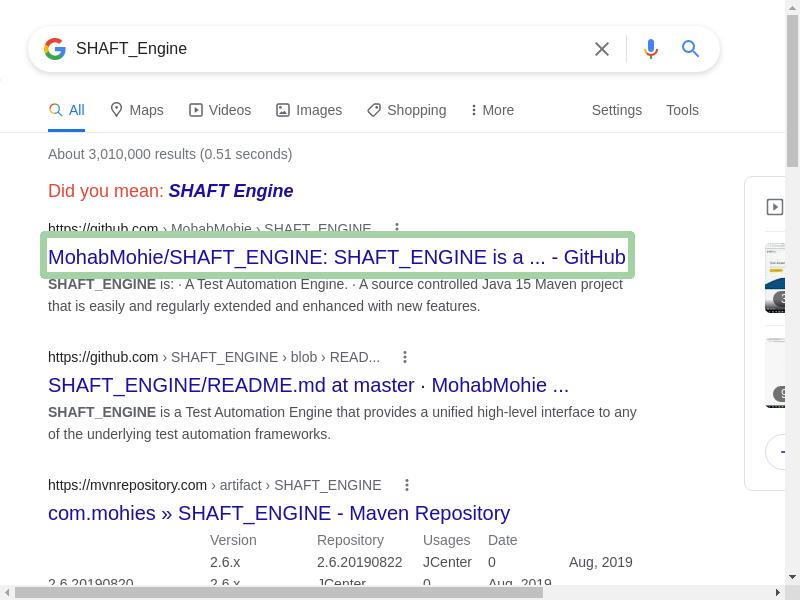 SHAFT_Engine
All Maps Videos Images Shopping More Settings Tools
About 3,010,000 results (0.51 seconds)
Did you mean: SHAFT Engine
https://github.com › MohabMohie › SHAFT_ENGINE
MohabMohie/SHAFT_ENGINE: SHAFT_ENGINE is a ... - GitHub
SHAFT_ENGINE is: · A Test Automation Engine. · A source controlled Java 15 Maven project
that is easily and regularly extended and enhanced with new features.
https://github.com › SHAFT_ENGINE › blob › READ...
SHAFT_ENGINE/README.md at master · MohabMohie ...
SHAFT_ENGINE is a Test Automation Engine that provides a unified high-level interface to any
of the underlying test automation frameworks.
https://mvnrepository.com › artifact › SHAFT_ENGINE
com.mohies » SHAFT_ENGINE - Maven Repository
Version Repository Usages Date
2.6.x 2.6.20190822 JCenter 0 Aug, 2019
2.6.20190820 2.6.x JCenter 0 Aug, 2019